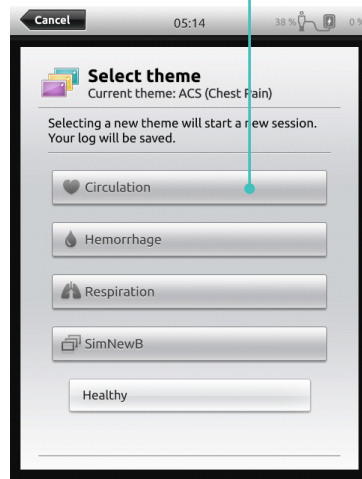 Cancel 05:14 38 % 0 %
Select theme
Current theme: ACS (Chest Pain)
Selecting a new theme will start a new session.
Your log will be saved.
Circulation
Hemorrhage
Respiration
SimNewB
Healthy